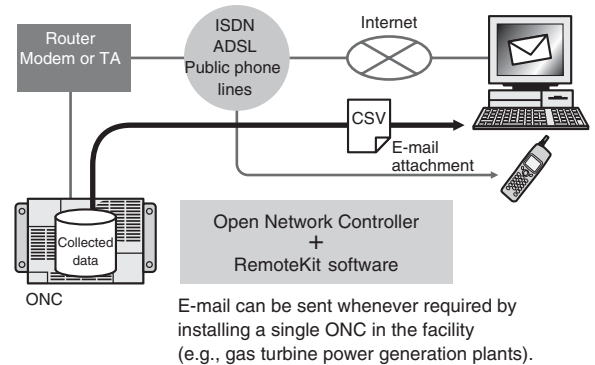 Router
Modem or TA
ISDN
ADSL
Public phone
lines
Internet
CSV
E-mail
attachment
Collected
data
ONC
Open Network Controller
+
RemoteKit software
E-mail can be sent whenever required by
installing a single ONC in the facility
(e.g., gas turbine power generation plants).